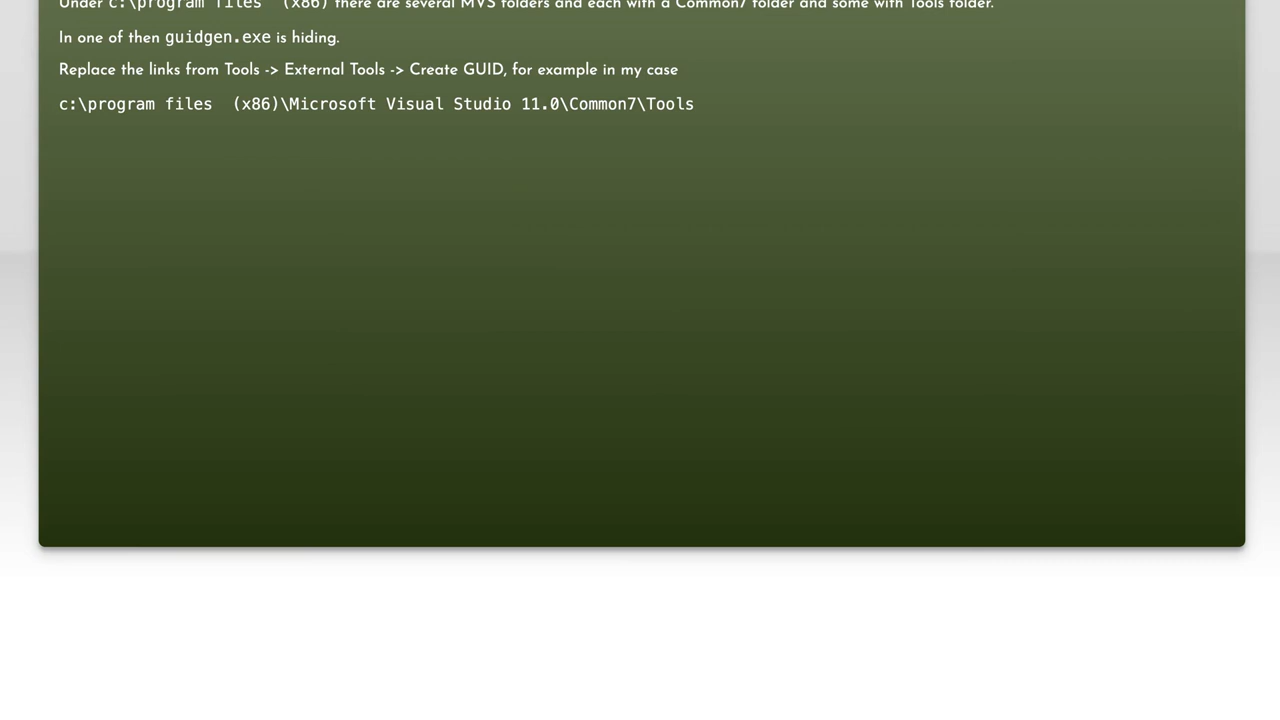 Under c:\program files  (x86) there are several MVS folders and each with a Common7 folder and some with Tools folder.
In one of then guidgen.exe is hiding.
Replace the links from Tools -> External Tools -> Create GUID, for example in my case
c:\program files  (x86)\Microsoft Visual Studio 11.0\Common7\Tools